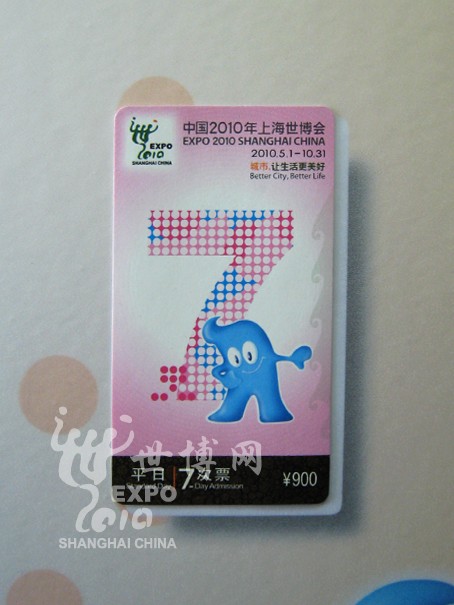 EXPO
2010
SHANGHAI CHINA
中国2010年上海世博会
EXPO 2010 SHANGHAI CHINA
2010.5.1-10.31
城市,让生活更美好
Better City, Better Life
7
平日 7次票 ¥900
Standard Day 7-Day Admission
世博网
EXPO
2010
SHANGHAI CHINA